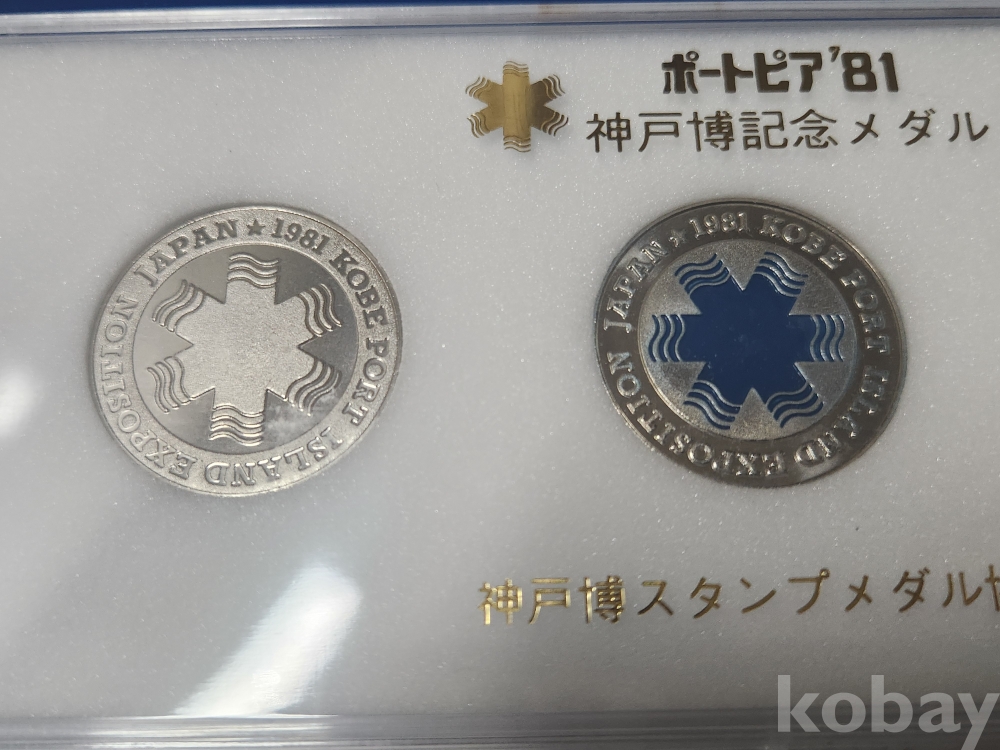 ポートピア'81
神戸博記念メダル
JAPAN ★ 1981 KOBE PORT ISLAND EXPOSITION
JAPAN ★ 1981 KOBE PORT ISLAND EXPOSITION
神戸博スタンプメダル
kobay